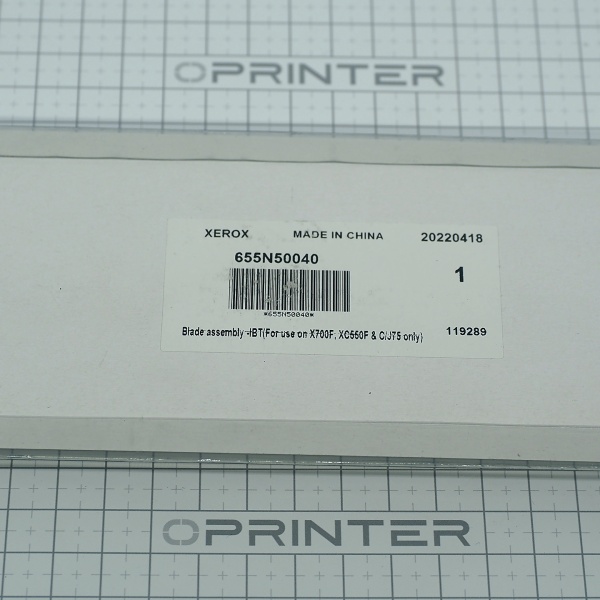 OPRINTER
XEROX MADE IN CHINA 20220418
655N50040 1
*655N50040*
Blade assembly -IBT(For use on X700F, XC550F & C/J75 only) 119289
OPRINTER